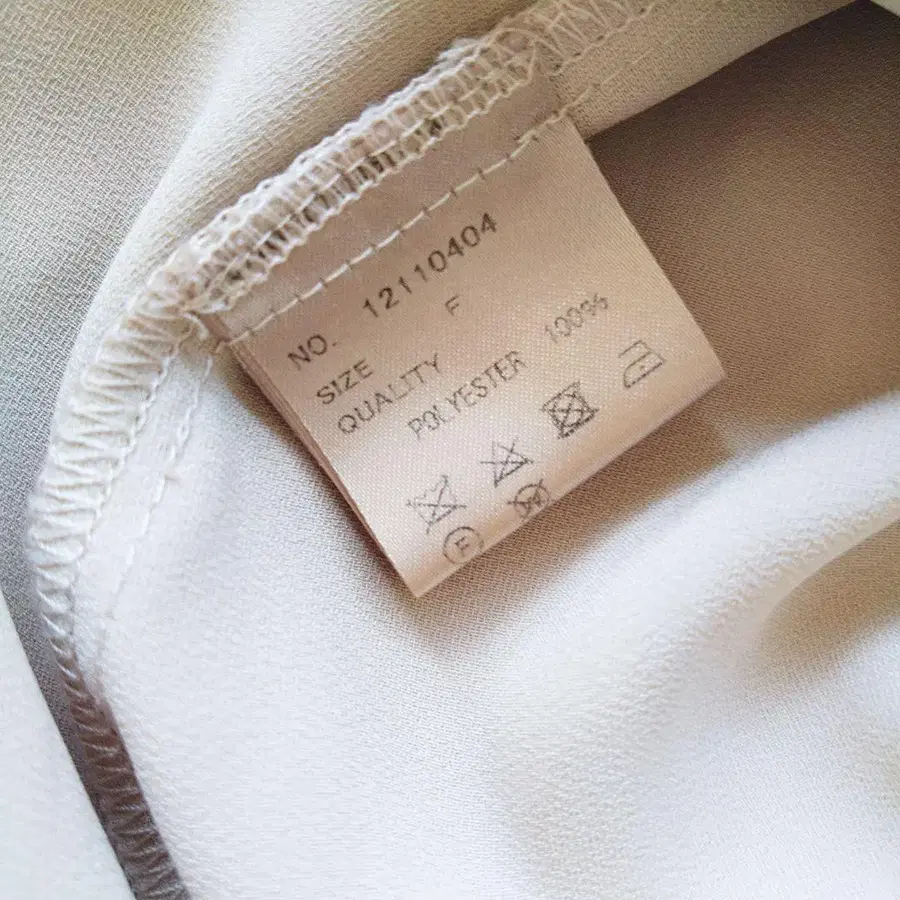 NO. 12110404
SIZE F
QUALITY
POLYESTER 100%
F
W